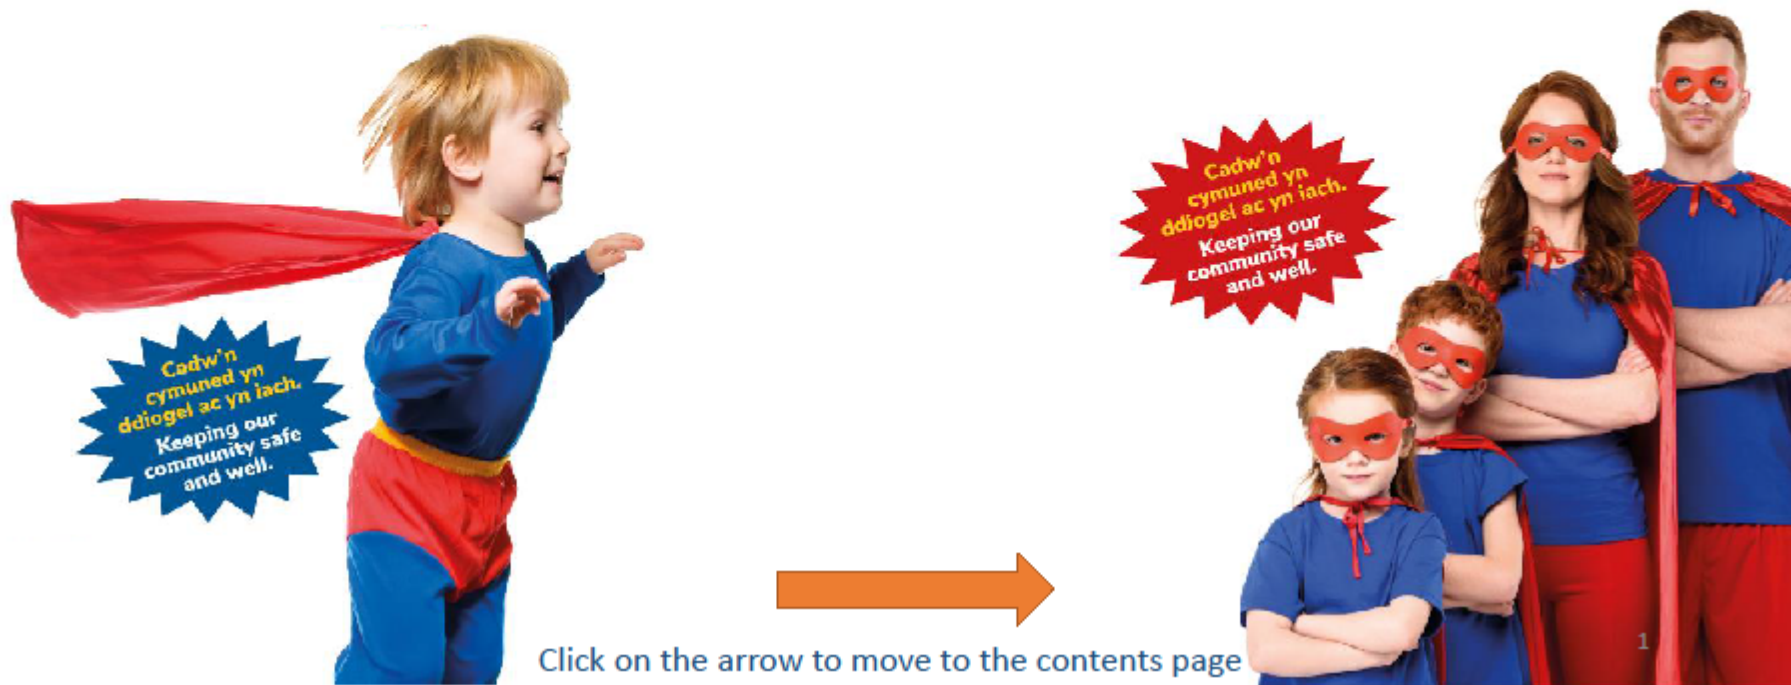 Cadw'n
cymuned yn
ddiogel ac yn iach.
Keeping our
community safe
and well.
Cadw'n
cymuned yn
ddiogel ac yn iach.
Keeping our
community safe
and well.
Click on the arrow to move to the contents page
1